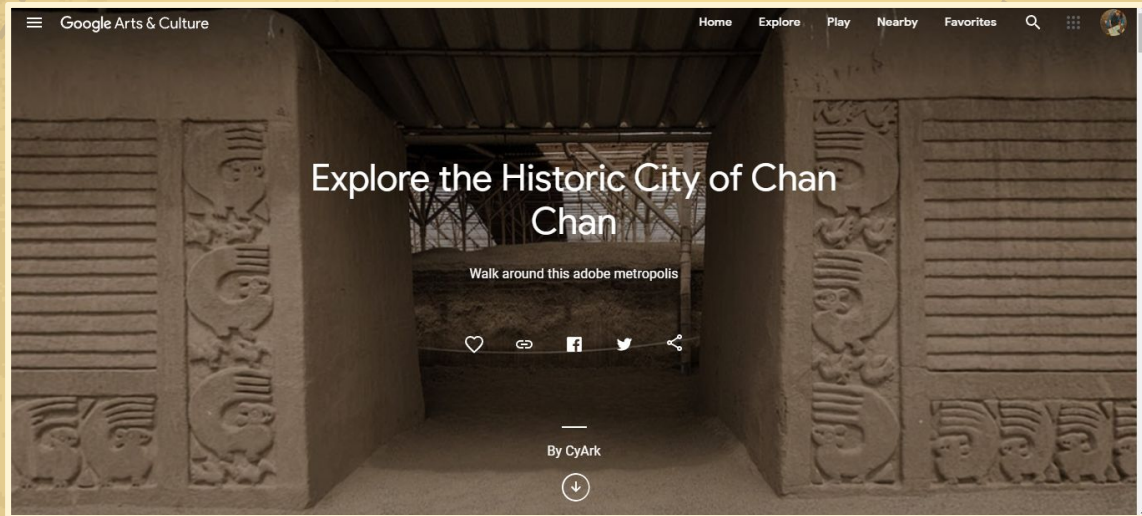 Google Arts & Culture
Home Explore Play Nearby Favorites
Explore the Historic City of Chan
Chan
Walk around this adobe metropolis
By CyArk